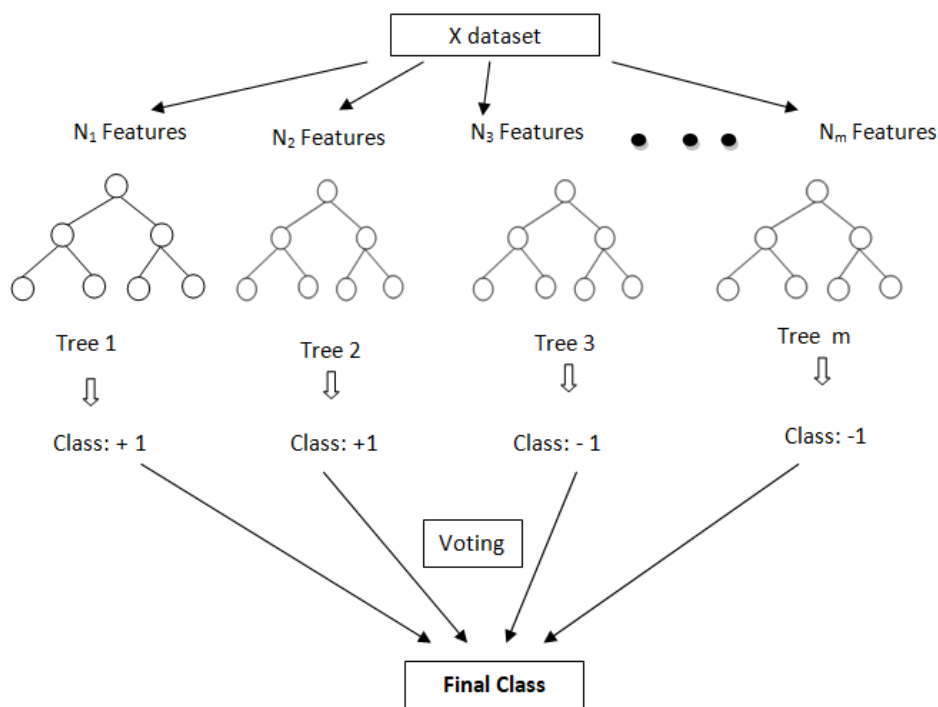 X dataset
N₁ Features
N₂ Features
N₃ Features
Nₘ Features
Tree 1
Tree 2
Tree 3
Tree m
Class: + 1
Class: +1
Class: - 1
Class: -1
Voting
Final Class